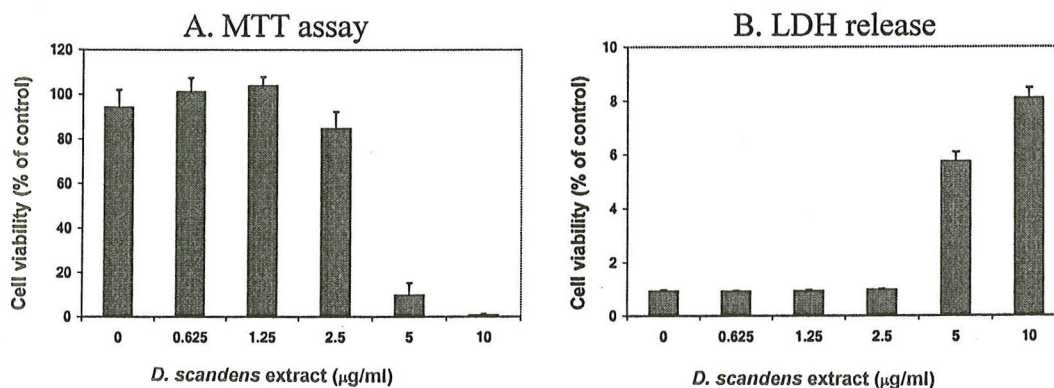 A. MTT assay
Cell viability (% of control)
120
100
80
60
40
20
0
0 0.625 1.25 2.5 5 10
D. scandens extract (µg/ml)
B. LDH release
Cell viability (% of control)
10
8
6
4
2
0
0 0.625 1.25 2.5 5 10
D. scandens extract (µg/ml)